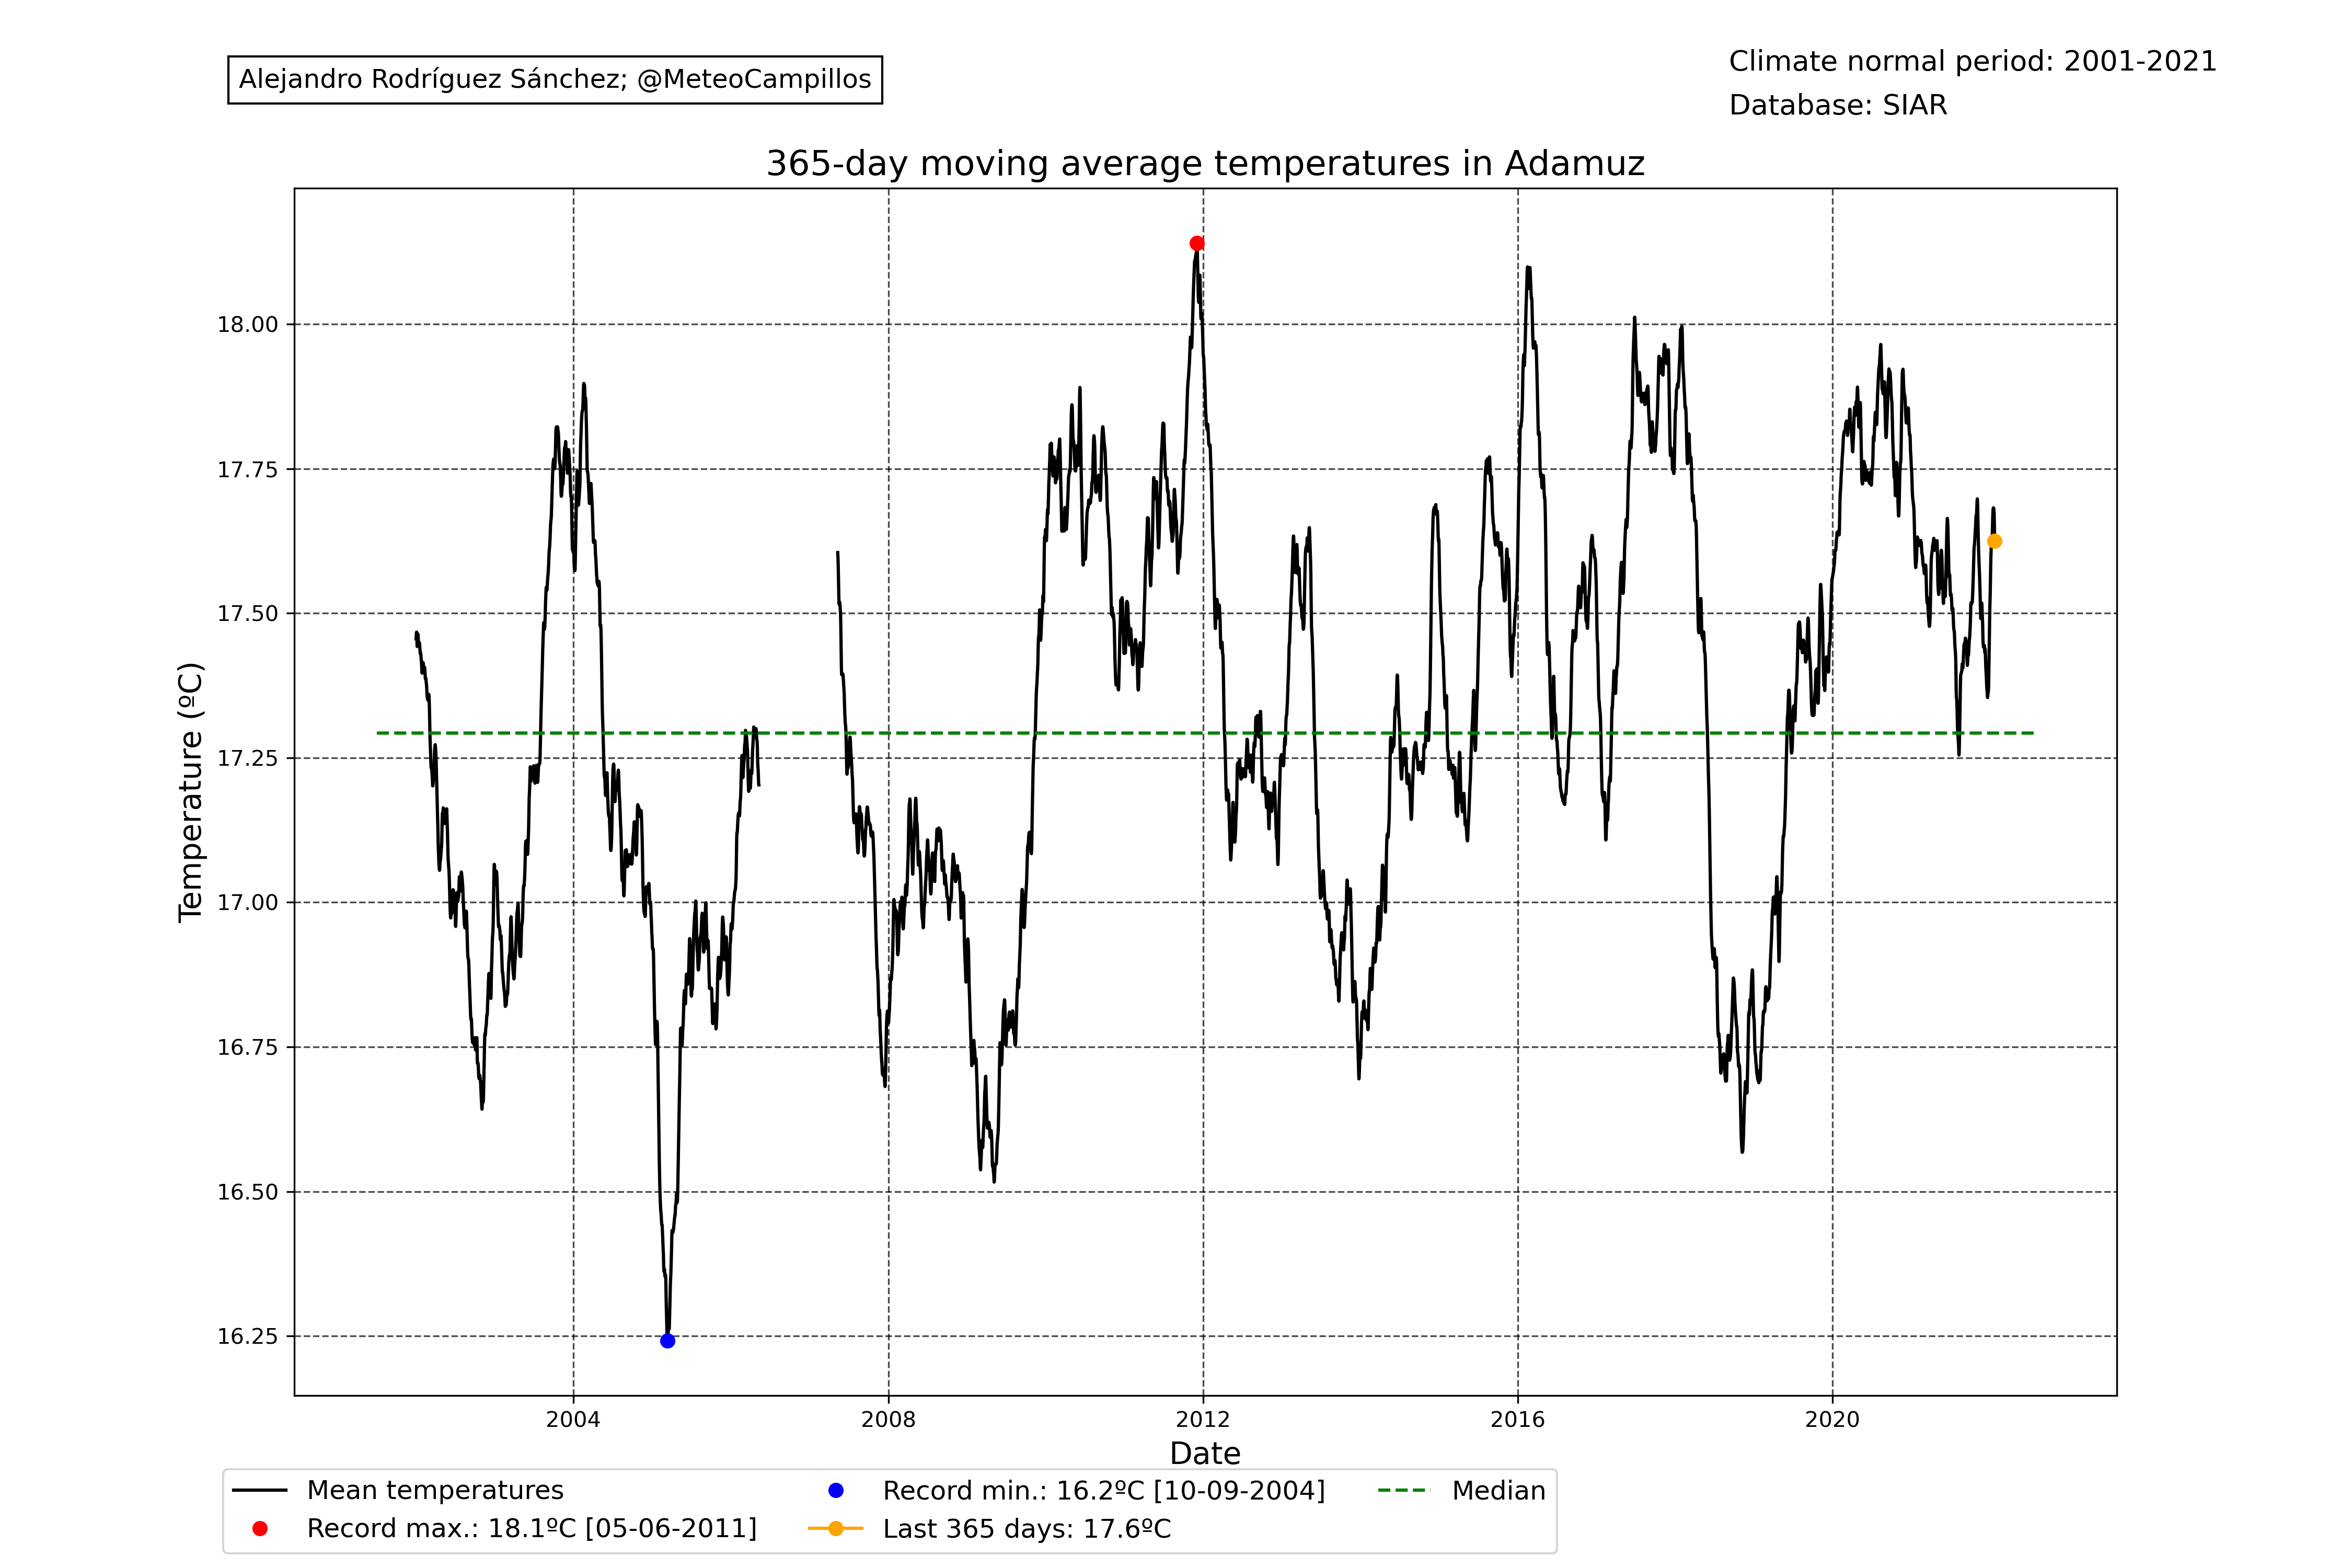 Alejandro Rodríguez Sánchez; @MeteoCampillos
Climate normal period: 2001-2021
Database: SIAR
365-day moving average temperatures in Adamuz
18.00
17.75
17.50
17.25
17.00
16.75
16.50
16.25
Temperature (ºC)
2004 2008 2012 2016 2020
Date
Mean temperatures
Record max.: 18.1ºC [05-06-2011]
Record min.: 16.2ºC [10-09-2004]
Last 365 days: 17.6ºC
Median